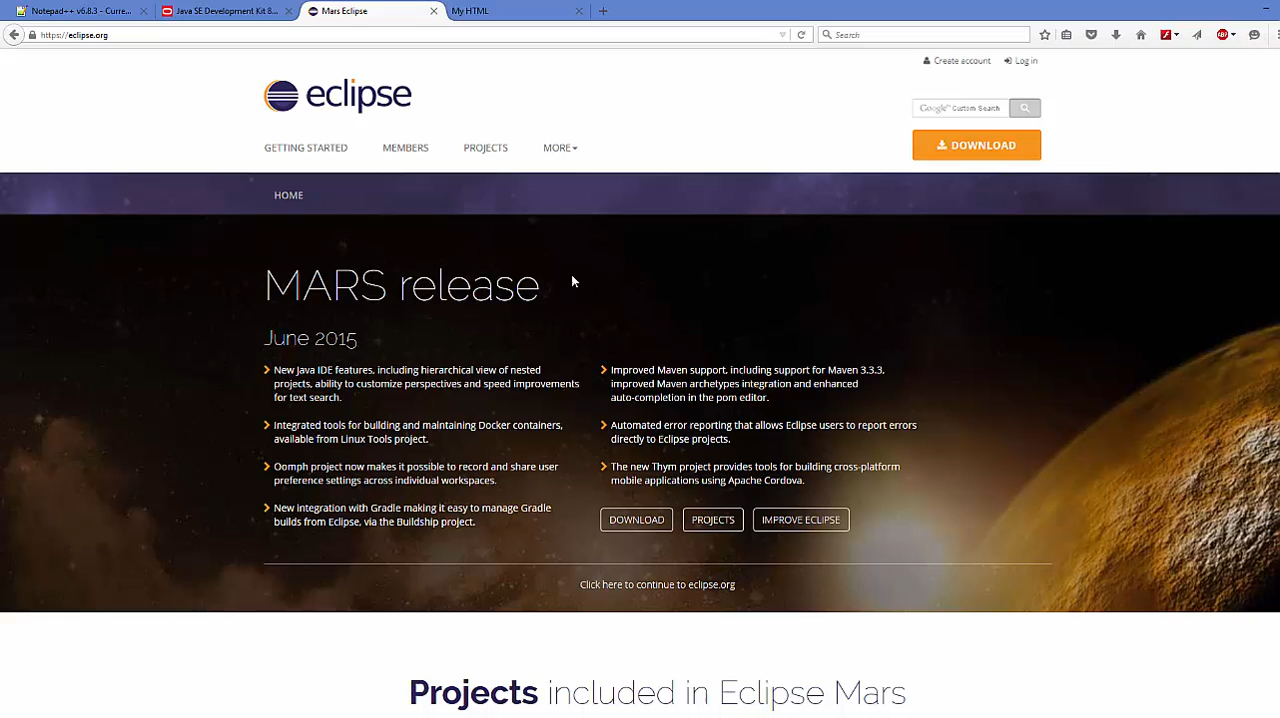 Notepad++ v6.8.3 - Curre...
Java SE Development Kit 8...
Mars Eclipse
My HTML
https://eclipse.org
Search
Create account
Log in
eclipse
Google™ Custom Search
GETTING STARTED
MEMBERS
PROJECTS
MORE
DOWNLOAD
HOME
MARS release
June 2015
New Java IDE features, including hierarchical view of nested
projects, ability to customize perspectives and speed improvements
for text search.
Integrated tools for building and maintaining Docker containers,
available from Linux Tools project.
Oomph project now makes it possible to record and share user
preference settings across individual workspaces.
New integration with Gradle making it easy to manage Gradle
builds from Eclipse, via the Buildship project.
Improved Maven support, including support for Maven 3.3.3,
improved Maven archetypes integration and enhanced
auto-completion in the pom editor.
Automated error reporting that allows Eclipse users to report errors
directly to Eclipse projects.
The new Thym project provides tools for building cross-platform
mobile applications using Apache Cordova.
DOWNLOAD
PROJECTS
IMPROVE ECLIPSE
Click here to continue to eclipse.org
Projects included in Eclipse Mars